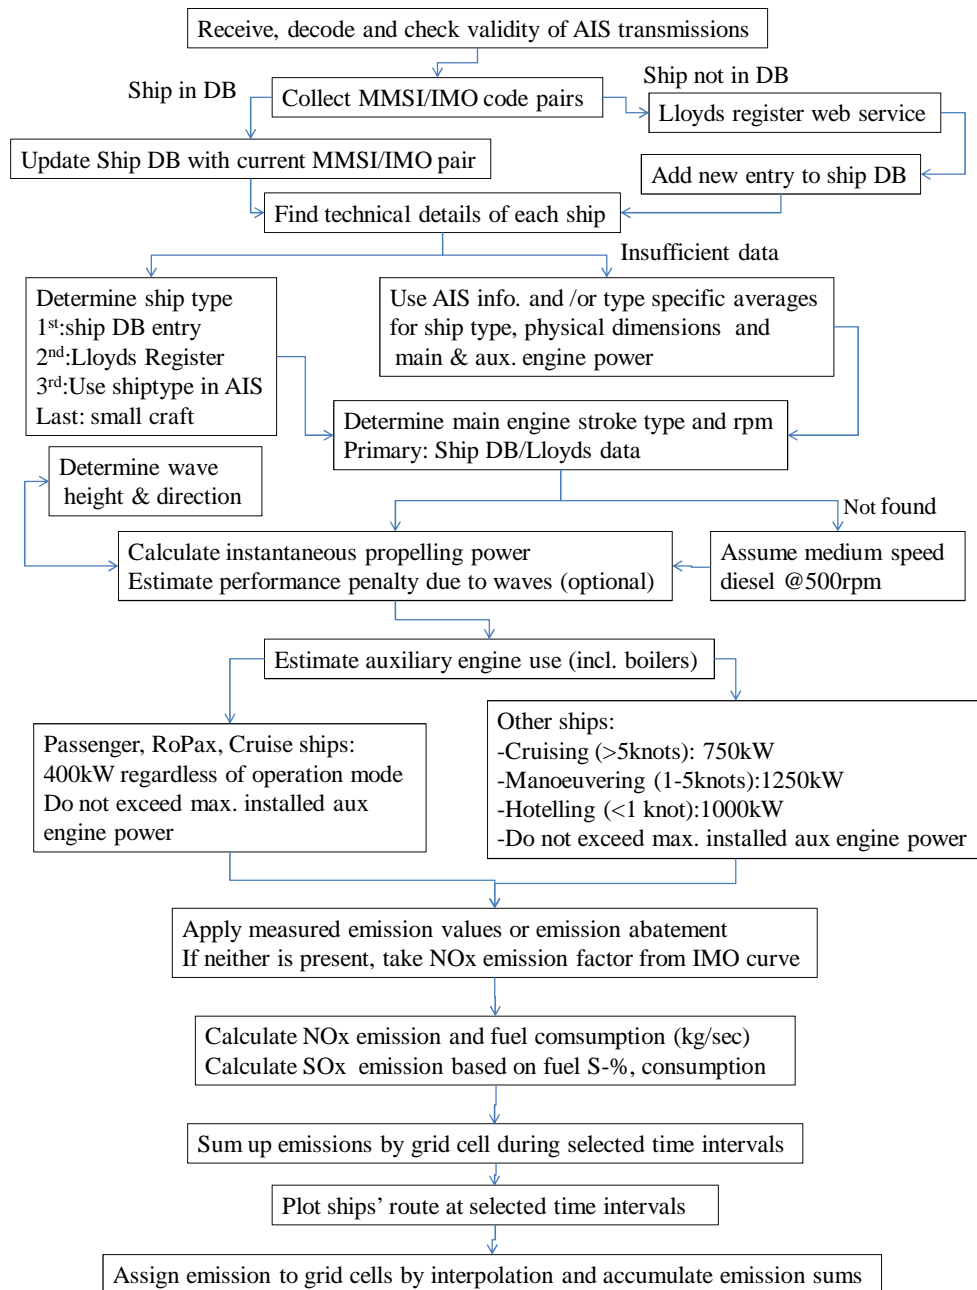 Receive, decode and check validity of AIS transmissions
Ship in DB
Ship not in DB
Collect MMSI/IMO code pairs
Lloyds register web service
Update Ship DB with current MMSI/IMO pair
Add new entry to ship DB
Find technical details of each ship
Insufficient data
Determine ship type
1st:ship DB entry
2nd:Lloyds Register
3rd:Use shiptype in AIS
Last: small craft
Use AIS info. and /or type specific averages
for ship type, physical dimensions and
main & aux. engine power
Determine main engine stroke type and rpm
Primary: Ship DB/Lloyds data
Determine wave
height & direction
Not found
Calculate instantaneous propelling power
Estimate performance penalty due to waves (optional)
Assume medium speed
diesel @500rpm
Estimate auxiliary engine use (incl. boilers)
Passenger, RoPax, Cruise ships:
400kW regardless of operation mode
Do not exceed max. installed aux
engine power
Other ships:
-Cruising (>5knots): 750kW
-Manoeuvering (1-5knots):1250kW
-Hotelling (<1 knot):1000kW
-Do not exceed max. installed aux engine power
Apply measured emission values or emission abatement
If neither is present, take NOx emission factor from IMO curve
Calculate NOx emission and fuel comsumption (kg/sec)
Calculate SOx emission based on fuel S-%, consumption
Sum up emissions by grid cell during selected time intervals
Plot ships’ route at selected time intervals
Assign emission to grid cells by interpolation and accumulate emission sums